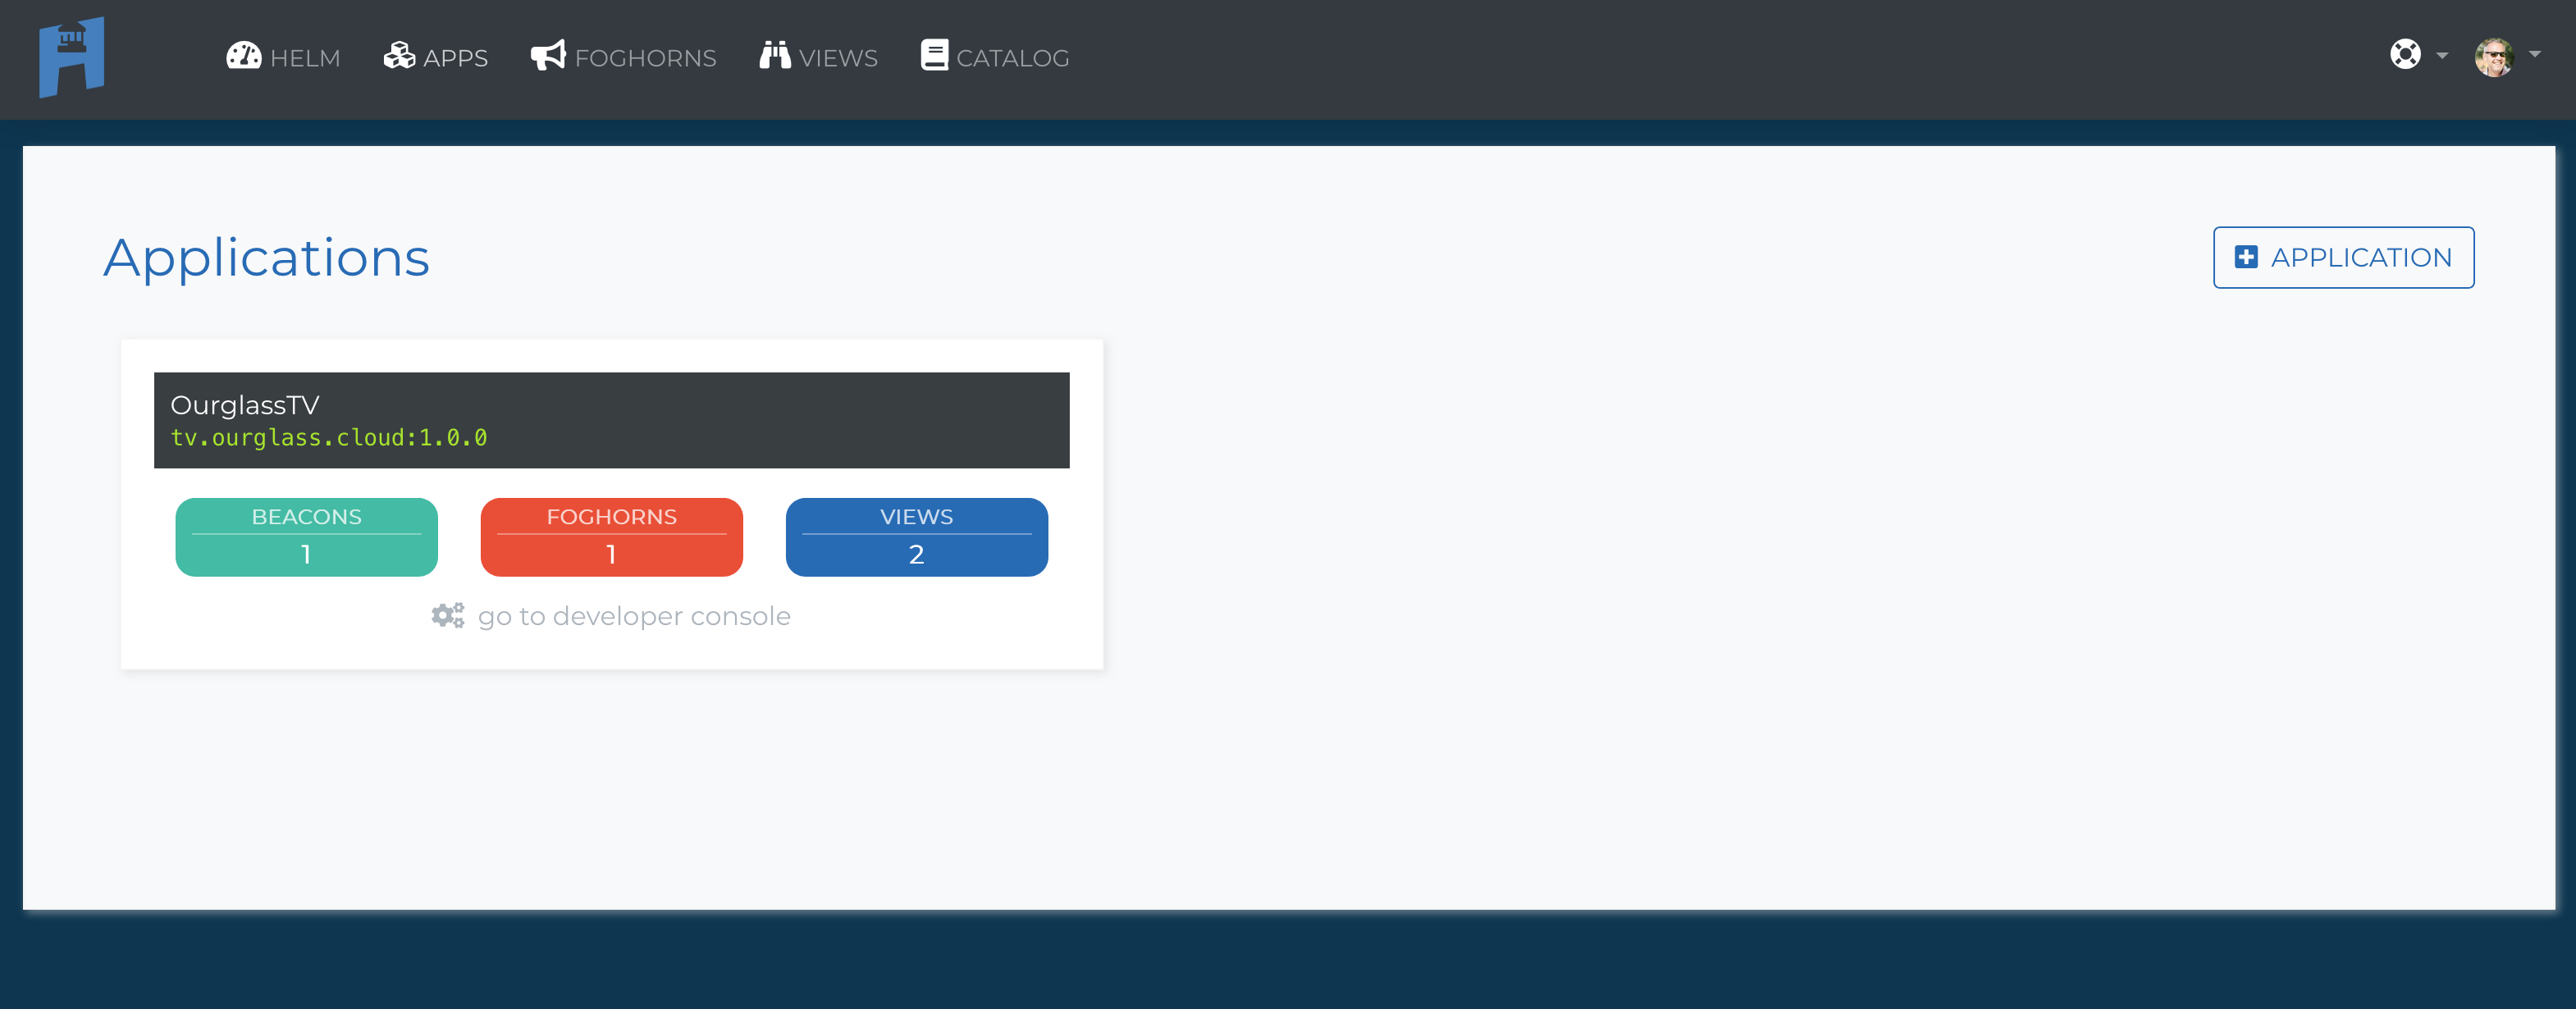 HELM APPS FOGHORNS VIEWS CATALOG
Applications
APPLICATION
OurglassTV
tv.ourglass.cloud:1.0.0
BEACONS FOGHORNS VIEWS
1 1 2
go to developer console